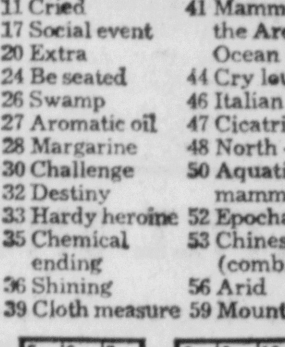 11 Cried
17 Social event
20 Extra
24 Be seated
26 Swamp
27 Aromatic oil
28 Margarine
30 Challenge
32 Destiny
33 Hardy heroine
35 Chemical
ending
36 Shining
39 Cloth measure
41 Mamm
the Arc
Ocean
44 Cry lou
46 Italian
47 Cicatri
48 North
50 Aquati
mamm
52 Epocha
53 Chines
(comb
56 Arid
59 Mount